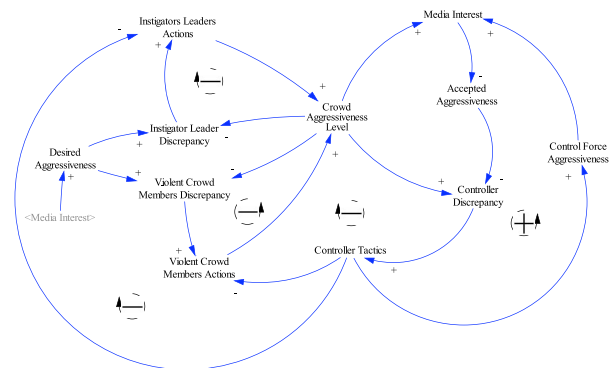 Instigators Leaders
Actions
-
+
Media Interest
+
+
-
Accepted
Aggressiveness
+
Crowd
Aggressiveness
Level
+
Instigator Leader
Discrepancy
-
+
Desired
Aggressiveness
+
+
-
Violent Crowd
Members Discrepancy
<Media Interest>
Control Force
Aggressiveness
+
-
+
Controller
Discrepancy
+
Violent Crowd
Members Actions
-
Controller Tactics
+